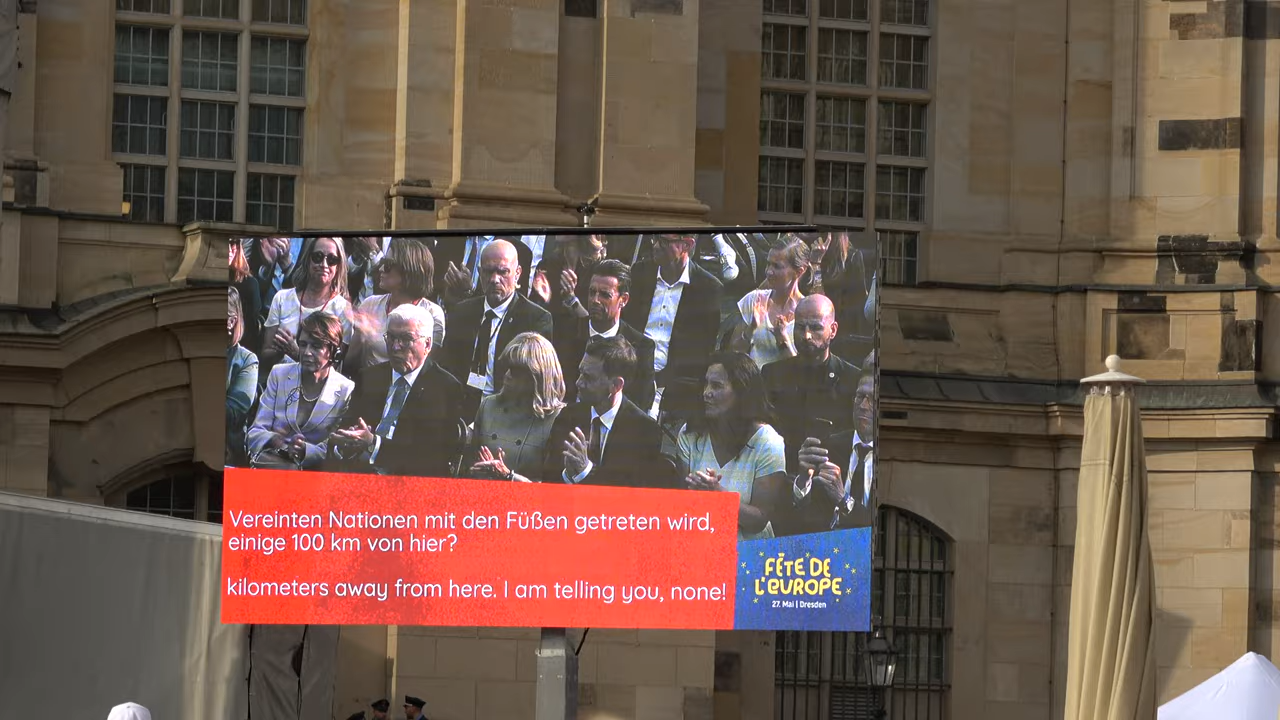 Vereinten Nationen mit den Füßen getreten wird,
einige 100 km von hier?
kilometers away from here. I am telling you, none!
FÊTE DE
L'EUROPE
27. Mai | Dresden